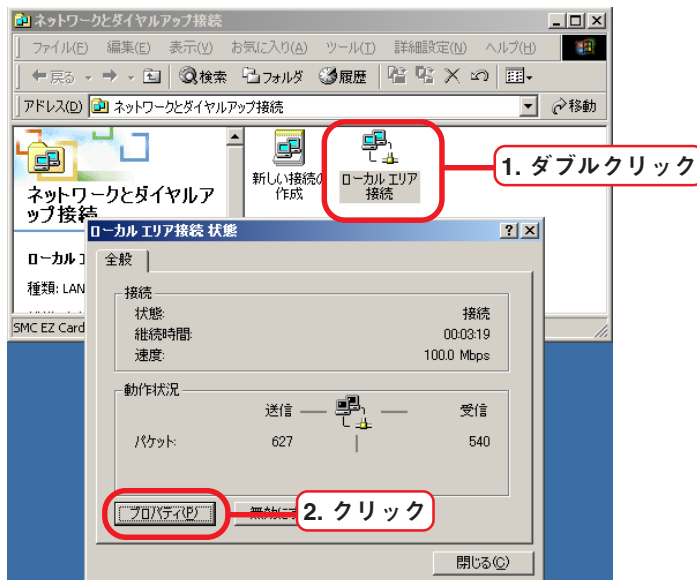 ネットワークとダイヤルアップ接続
ファイル(F) 編集(E) 表示(V) お気に入り(A) ツール(T) 詳細設定(N) ヘルプ(H)
戻る 検索 フォルダ 履歴
アドレス(D) ネットワークとダイヤルアップ接続 移動
ネットワークとダイヤルア
ップ接続
新しい接続の
作成
ローカル エリア
接続
1. ダブルクリック
ローカル
種類: LAN
SMC EZ Card
ローカル エリア接続 状態
全般
接続
状態: 接続
継続時間: 00:03:19
速度: 100.0 Mbps
動作状況
送信 受信
パケット: 627 540
プロパティ(P) 無効に
2. クリック
閉じる(C)